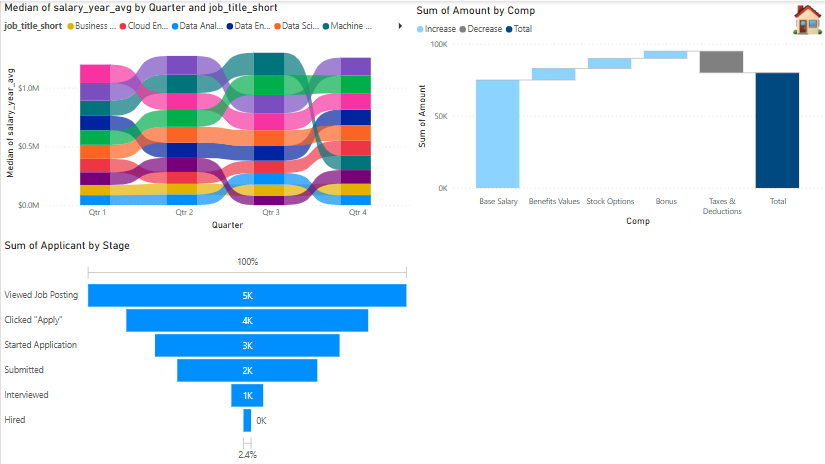 Median of salary_year_avg by Quarter and job_title_short
job_title_short Business ... Cloud En... Data Anal... Data En... Data Sci... Machine ...
Median of salary_year_avg
$1.0M
$0.5M
$0.0M
Qtr 1 Qtr 2 Qtr 3 Qtr 4
Quarter
Sum of Amount by Comp
Increase Decrease Total
Sum of Amount
100K
50K
0K
Base Salary Benefits Values Stock Options Bonus Taxes & Deductions Total
Comp
Sum of Applicant by Stage
100%
Viewed Job Posting 5K
Clicked "Apply" 4K
Started Application 3K
Submitted 2K
Interviewed 1K
Hired 0K
2.4%